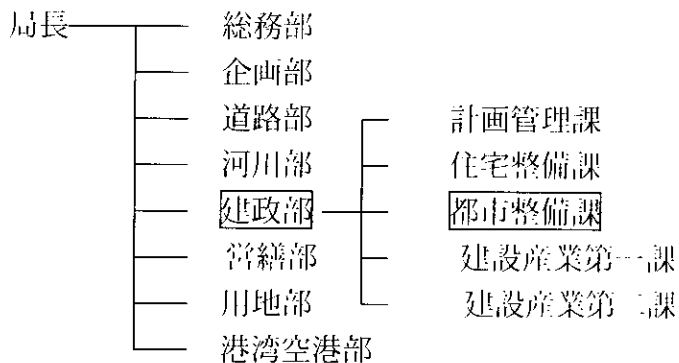 局長 総務部
企画部
道路部 計画管理課
河川部 住宅整備課
建政部 都市整備課
営繕部 建設産業第一課
用地部 建設産業第二課
港湾空港部